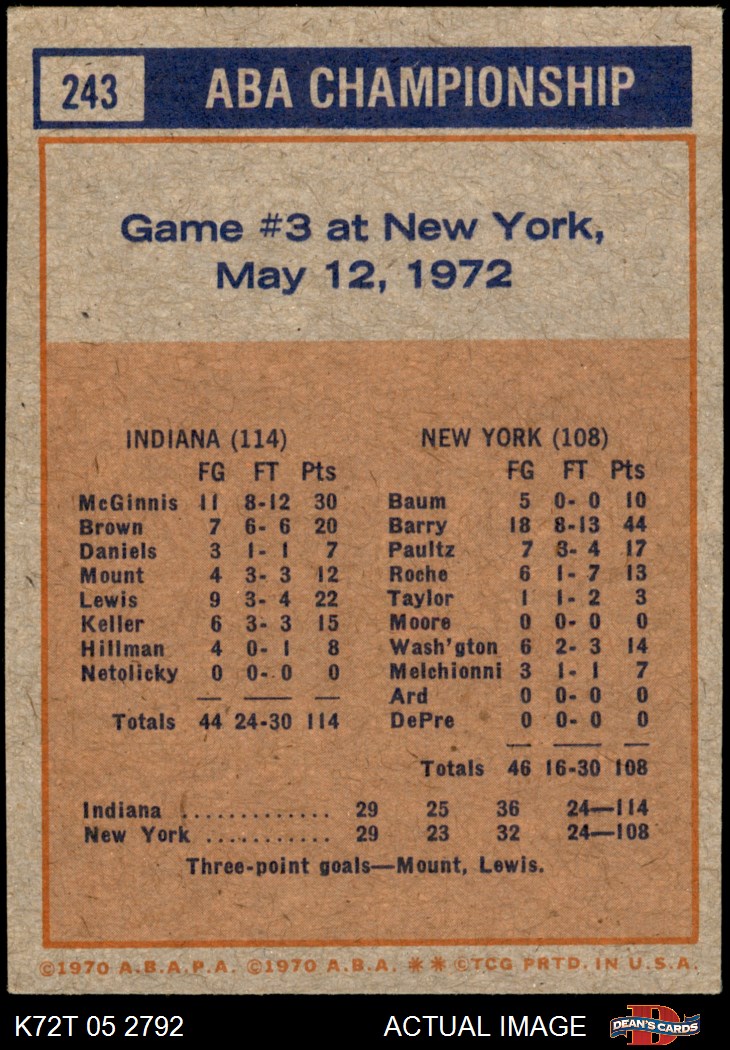 243 ABA CHAMPIONSHIP
Game #3 at New York,
May 12, 1972
INDIANA (114)
FG FT Pts
McGinnis 11 8-12 30
Brown 7 6- 6 20
Daniels 3 1- 1 7
Mount 4 3- 3 12
Lewis 9 3- 4 22
Keller 6 3- 3 15
Hillman 4 0- 1 8
Netolicky 0 0- 0 0
Totals 44 24-30 114
NEW YORK (108)
FG FT Pts
Baum 5 0- 0 10
Barry 18 8-13 44
Paultz 7 3- 4 17
Roche 6 1- 7 13
Taylor 1 1- 2 3
Moore 0 0- 0 0
Wash'gton 6 2- 3 14
Melchionni 3 1- 1 7
Ard 0 0- 0 0
DePre 0 0- 0 0
Totals 46 16-30 108
Indiana ............. 29 25 36 24—114
New York ........... 29 23 32 24—108
Three-point goals—Mount, Lewis.
©1970 A.B.A.P.A. ©1970 A.B.A. ** ©TCG PRTD. IN U.S.A.
K72T 05 2792 ACTUAL IMAGE DEAN'S CARDS